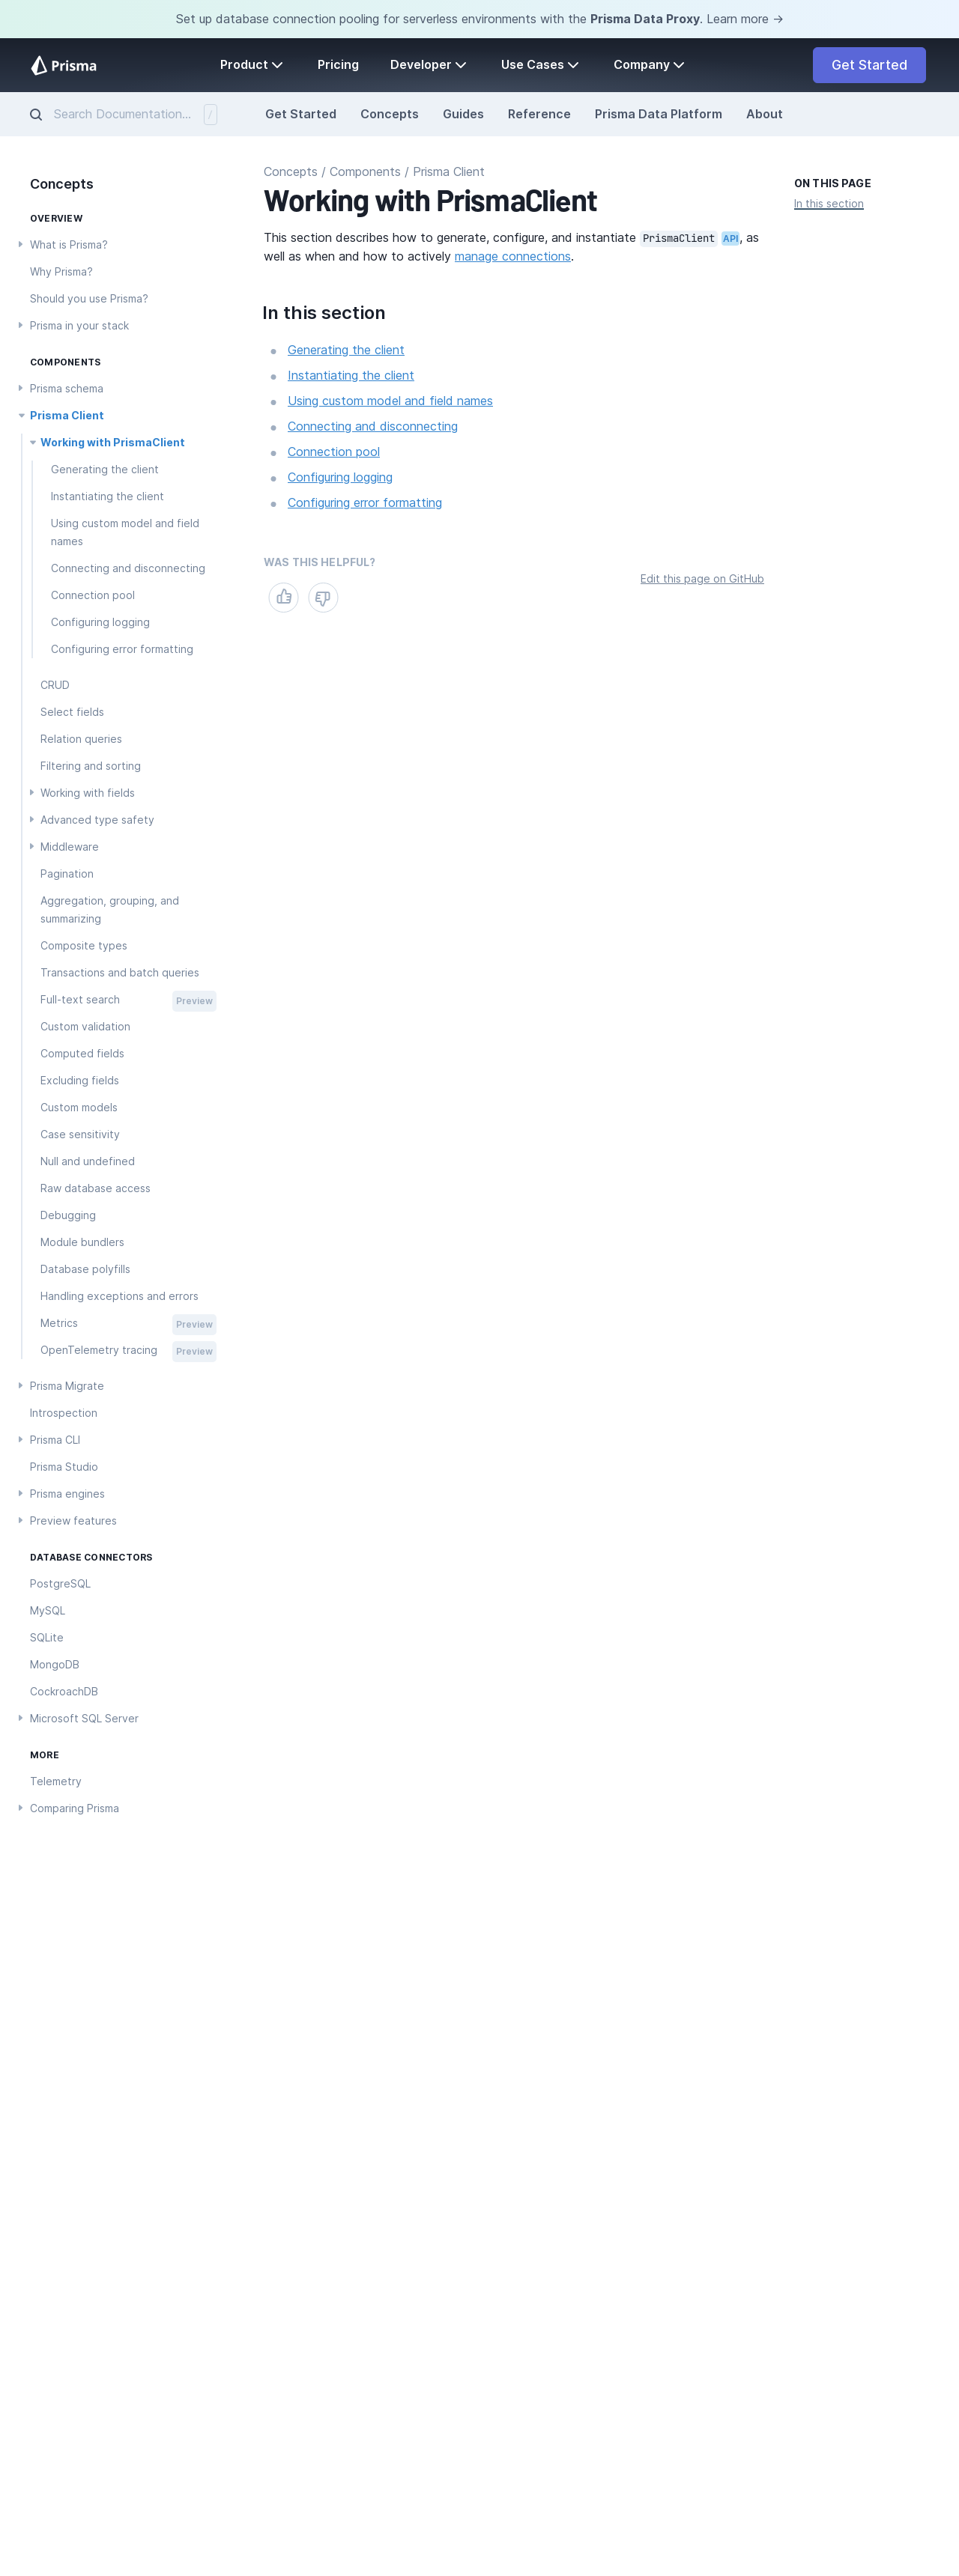 Set up database connection pooling for serverless environments with the Prisma Data Proxy. Learn more →
Prisma
Product
Pricing
Developer
Use Cases
Company
Get Started
Search Documentation...
/
Get Started
Concepts
Guides
Reference
Prisma Data Platform
About
Concepts
OVERVIEW
What is Prisma?
Why Prisma?
Should you use Prisma?
Prisma in your stack
COMPONENTS
Prisma schema
Prisma Client
Working with PrismaClient
Generating the client
Instantiating the client
Using custom model and field
names
Connecting and disconnecting
Connection pool
Configuring logging
Configuring error formatting
CRUD
Select fields
Relation queries
Filtering and sorting
Working with fields
Advanced type safety
Middleware
Pagination
Aggregation, grouping, and
summarizing
Composite types
Transactions and batch queries
Full-text search Preview
Custom validation
Computed fields
Excluding fields
Custom models
Case sensitivity
Null and undefined
Raw database access
Debugging
Module bundlers
Database polyfills
Handling exceptions and errors
Metrics Preview
OpenTelemetry tracing Preview
Prisma Migrate
Introspection
Prisma CLI
Prisma Studio
Prisma engines
Preview features
DATABASE CONNECTORS
PostgreSQL
MySQL
SQLite
MongoDB
CockroachDB
Microsoft SQL Server
MORE
Telemetry
Comparing Prisma
Concepts / Components / Prisma Client
Working with PrismaClient
This section describes how to generate, configure, and instantiate PrismaClient API, as
well as when and how to actively manage connections.
In this section
Generating the client
Instantiating the client
Using custom model and field names
Connecting and disconnecting
Connection pool
Configuring logging
Configuring error formatting
WAS THIS HELPFUL?
Edit this page on GitHub
ON THIS PAGE
In this section